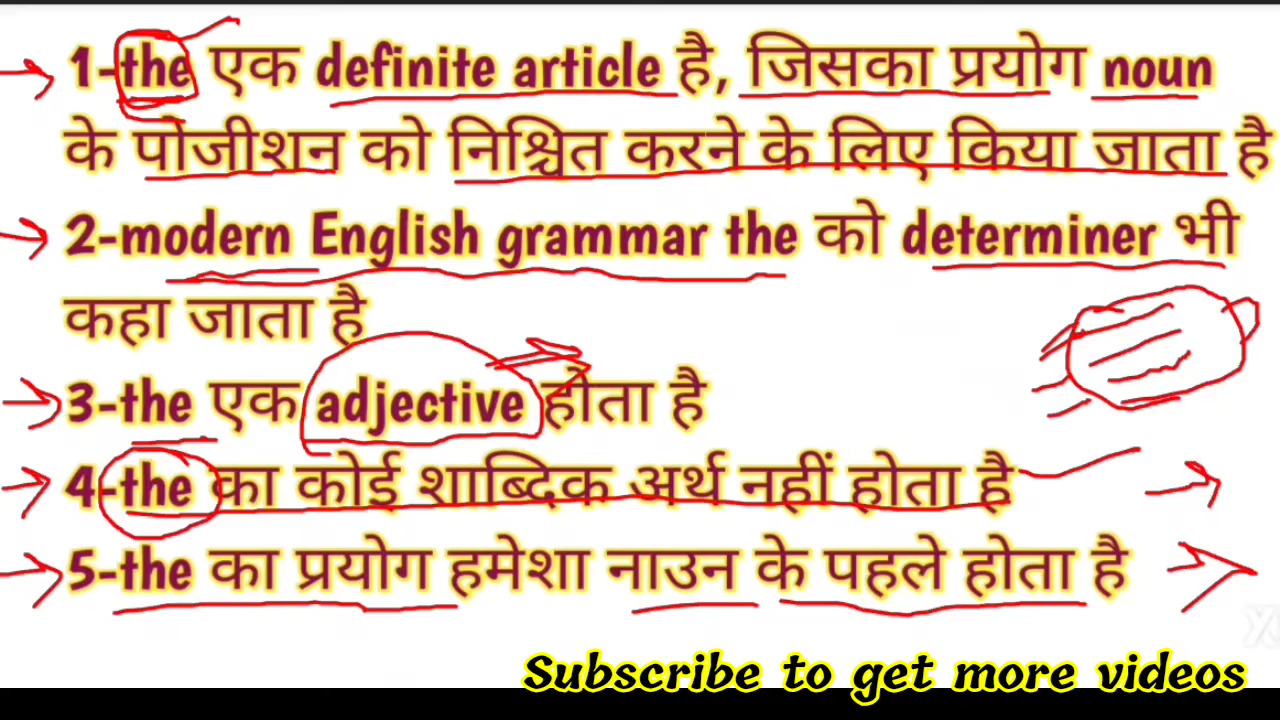 1-the एक definite article है, जिसका प्रयोग noun
के पोजीशन को निश्चित करने के लिए किया जाता है
2-modern English grammar the को determiner भी
कहा जाता है
3-the एक adjective होता है
4-the का कोई शाब्दिक अर्थ नहीं होता है
5-the का प्रयोग हमेशा नाउन के पहले होता है
Subscribe to get more videos